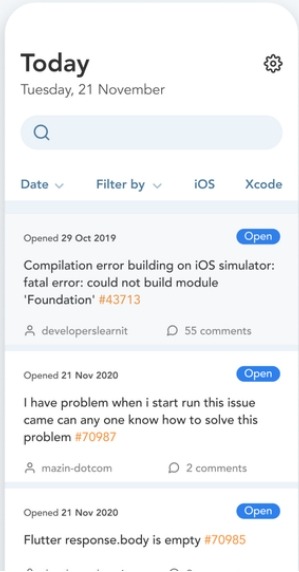 Today
Tuesday, 21 November
Date
Filter by
iOS
Xcode
Opened 29 Oct 2019
Open
Compilation error building on iOS simulator:
fatal error: could not build module
'Foundation' #43713
developerslearnit
55 comments
Opened 21 Nov 2020
Open
I have problem when i start run this issue
came can any one know how to solve this
problem #70987
mazin-dotcom
2 comments
Opened 21 Nov 2020
Open
Flutter response.body is empty #70985